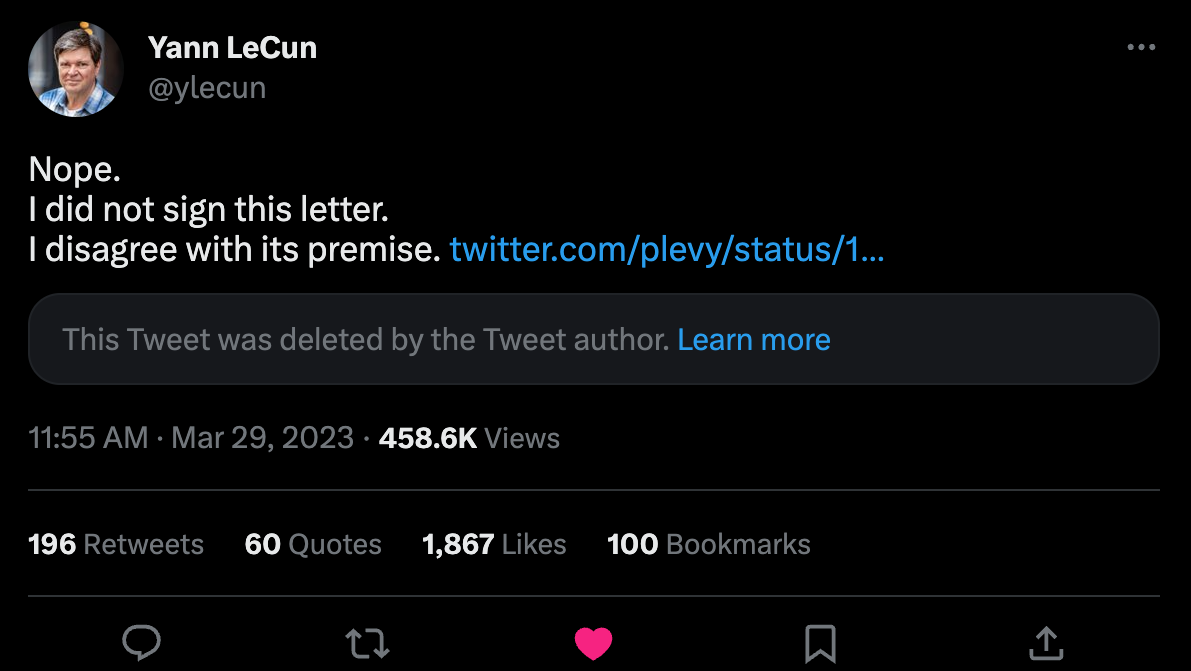 Yann LeCun
@ylecun
Nope.
I did not sign this letter.
I disagree with its premise. twitter.com/plevy/status/1...
This Tweet was deleted by the Tweet author. Learn more
11:55 AM · Mar 29, 2023 · 458.6K Views
196 Retweets 60 Quotes 1,867 Likes 100 Bookmarks